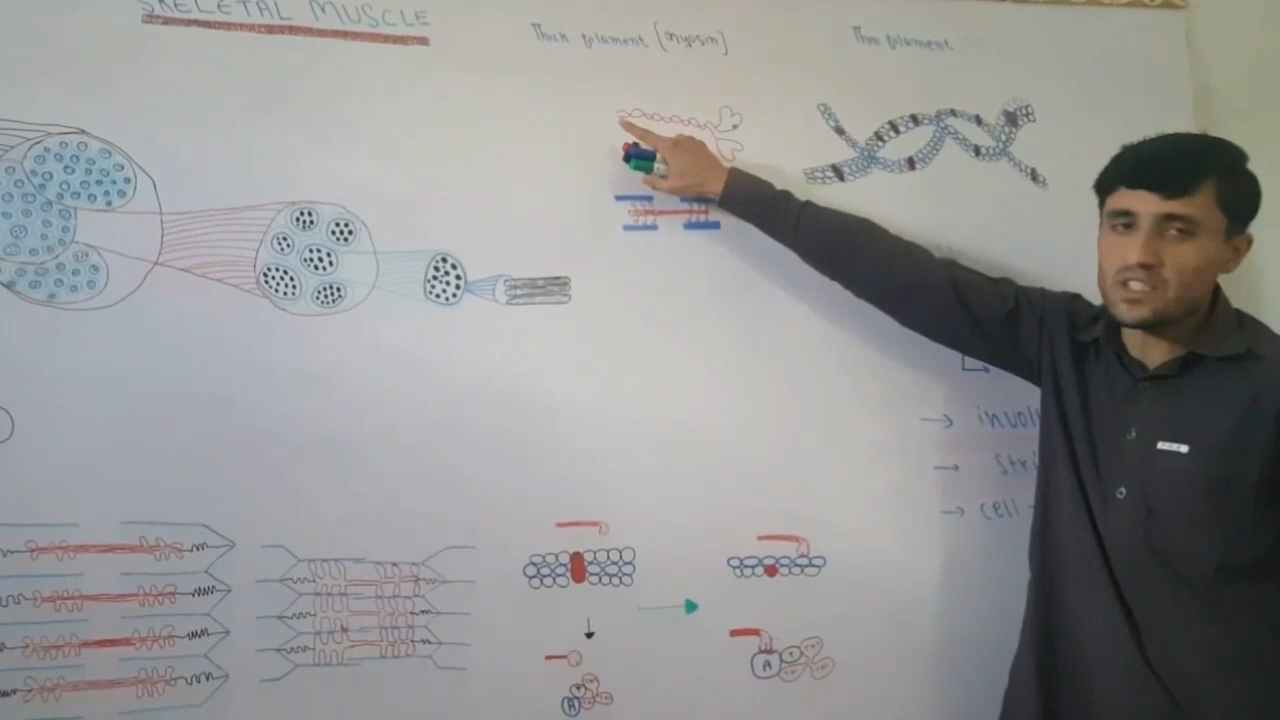 SKELETAL MUSCLE
Thick filament [myosin]
Thin filament
→ invol
→ stri
→ cell -
A
T
A
T